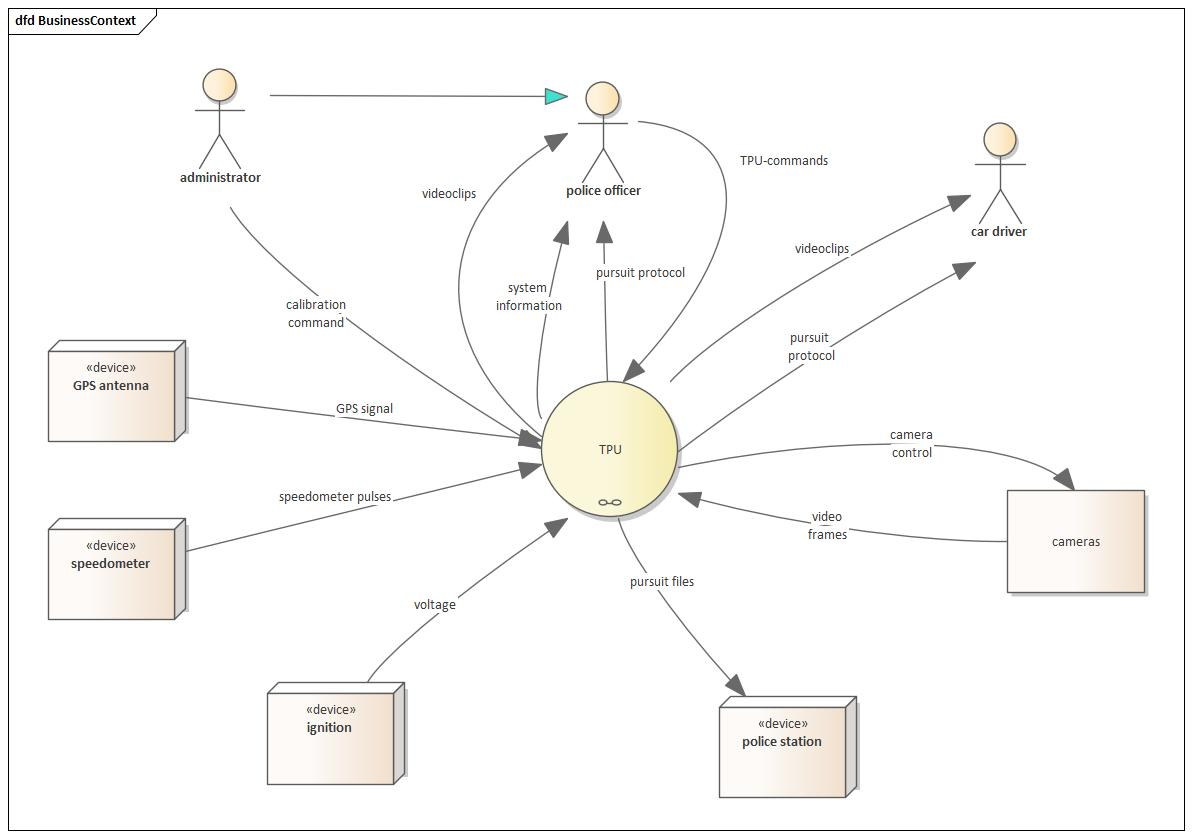 dfd BusinessContext
administrator
police officer
car driver
TPU-commands
videoclips
videoclips
pursuit protocol
system
information
calibration
command
pursuit
protocol
«device»
GPS antenna
GPS signal
TPU
camera
control
speedometer pulses
video
frames
cameras
«device»
speedometer
voltage
pursuit files
«device»
ignition
«device»
police station